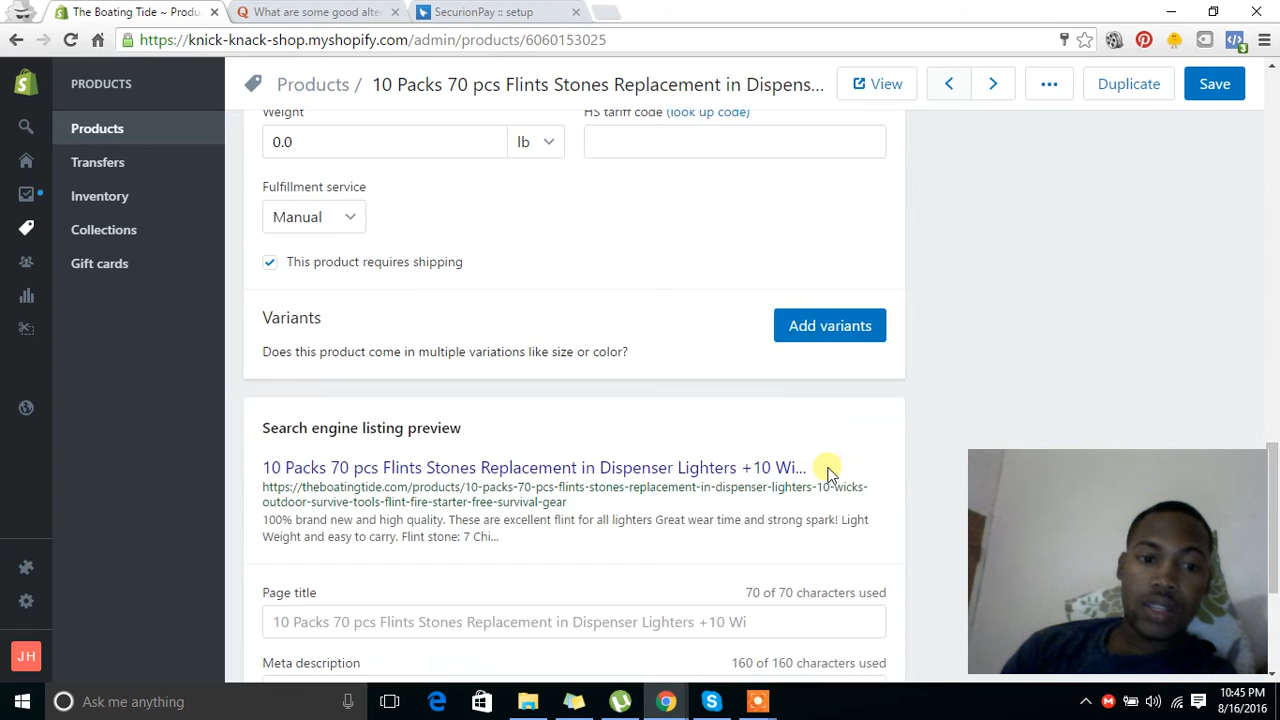 The Boating Tide ~ Produ
What are some good alte
SecurionPay :: setup
https://knick-knack-shop.myshopify.com/admin/products/6060153025
3
PRODUCTS
Products / 10 Packs 70 pcs Flints Stones Replacement in Dispens...
View
Duplicate
Save
Products
Transfers
Inventory
Collections
Gift cards
Weight
HS tariff code (look up code)
0.0
lb
Fulfillment service
Manual
This product requires shipping
Variants
Add variants
Does this product come in multiple variations like size or color?
Search engine listing preview
10 Packs 70 pcs Flints Stones Replacement in Dispenser Lighters +10 Wi...
https://theboatingtide.com/products/10-packs-70-pcs-flints-stones-replacement-in-dispenser-lighters-10-wicks-
outdoor-survive-tools-flint-fire-starter-free-survival-gear
100% brand new and high quality. These are excellent flint for all lighters Great wear time and strong spark! Light
Weight and easy to carry. Flint stone: 7 Chi...
Page title
70 of 70 characters used
10 Packs 70 pcs Flints Stones Replacement in Dispenser Lighters +10 Wi
Meta description
160 of 160 characters used
JH
Ask me anything
10:45 PM
8/16/2016